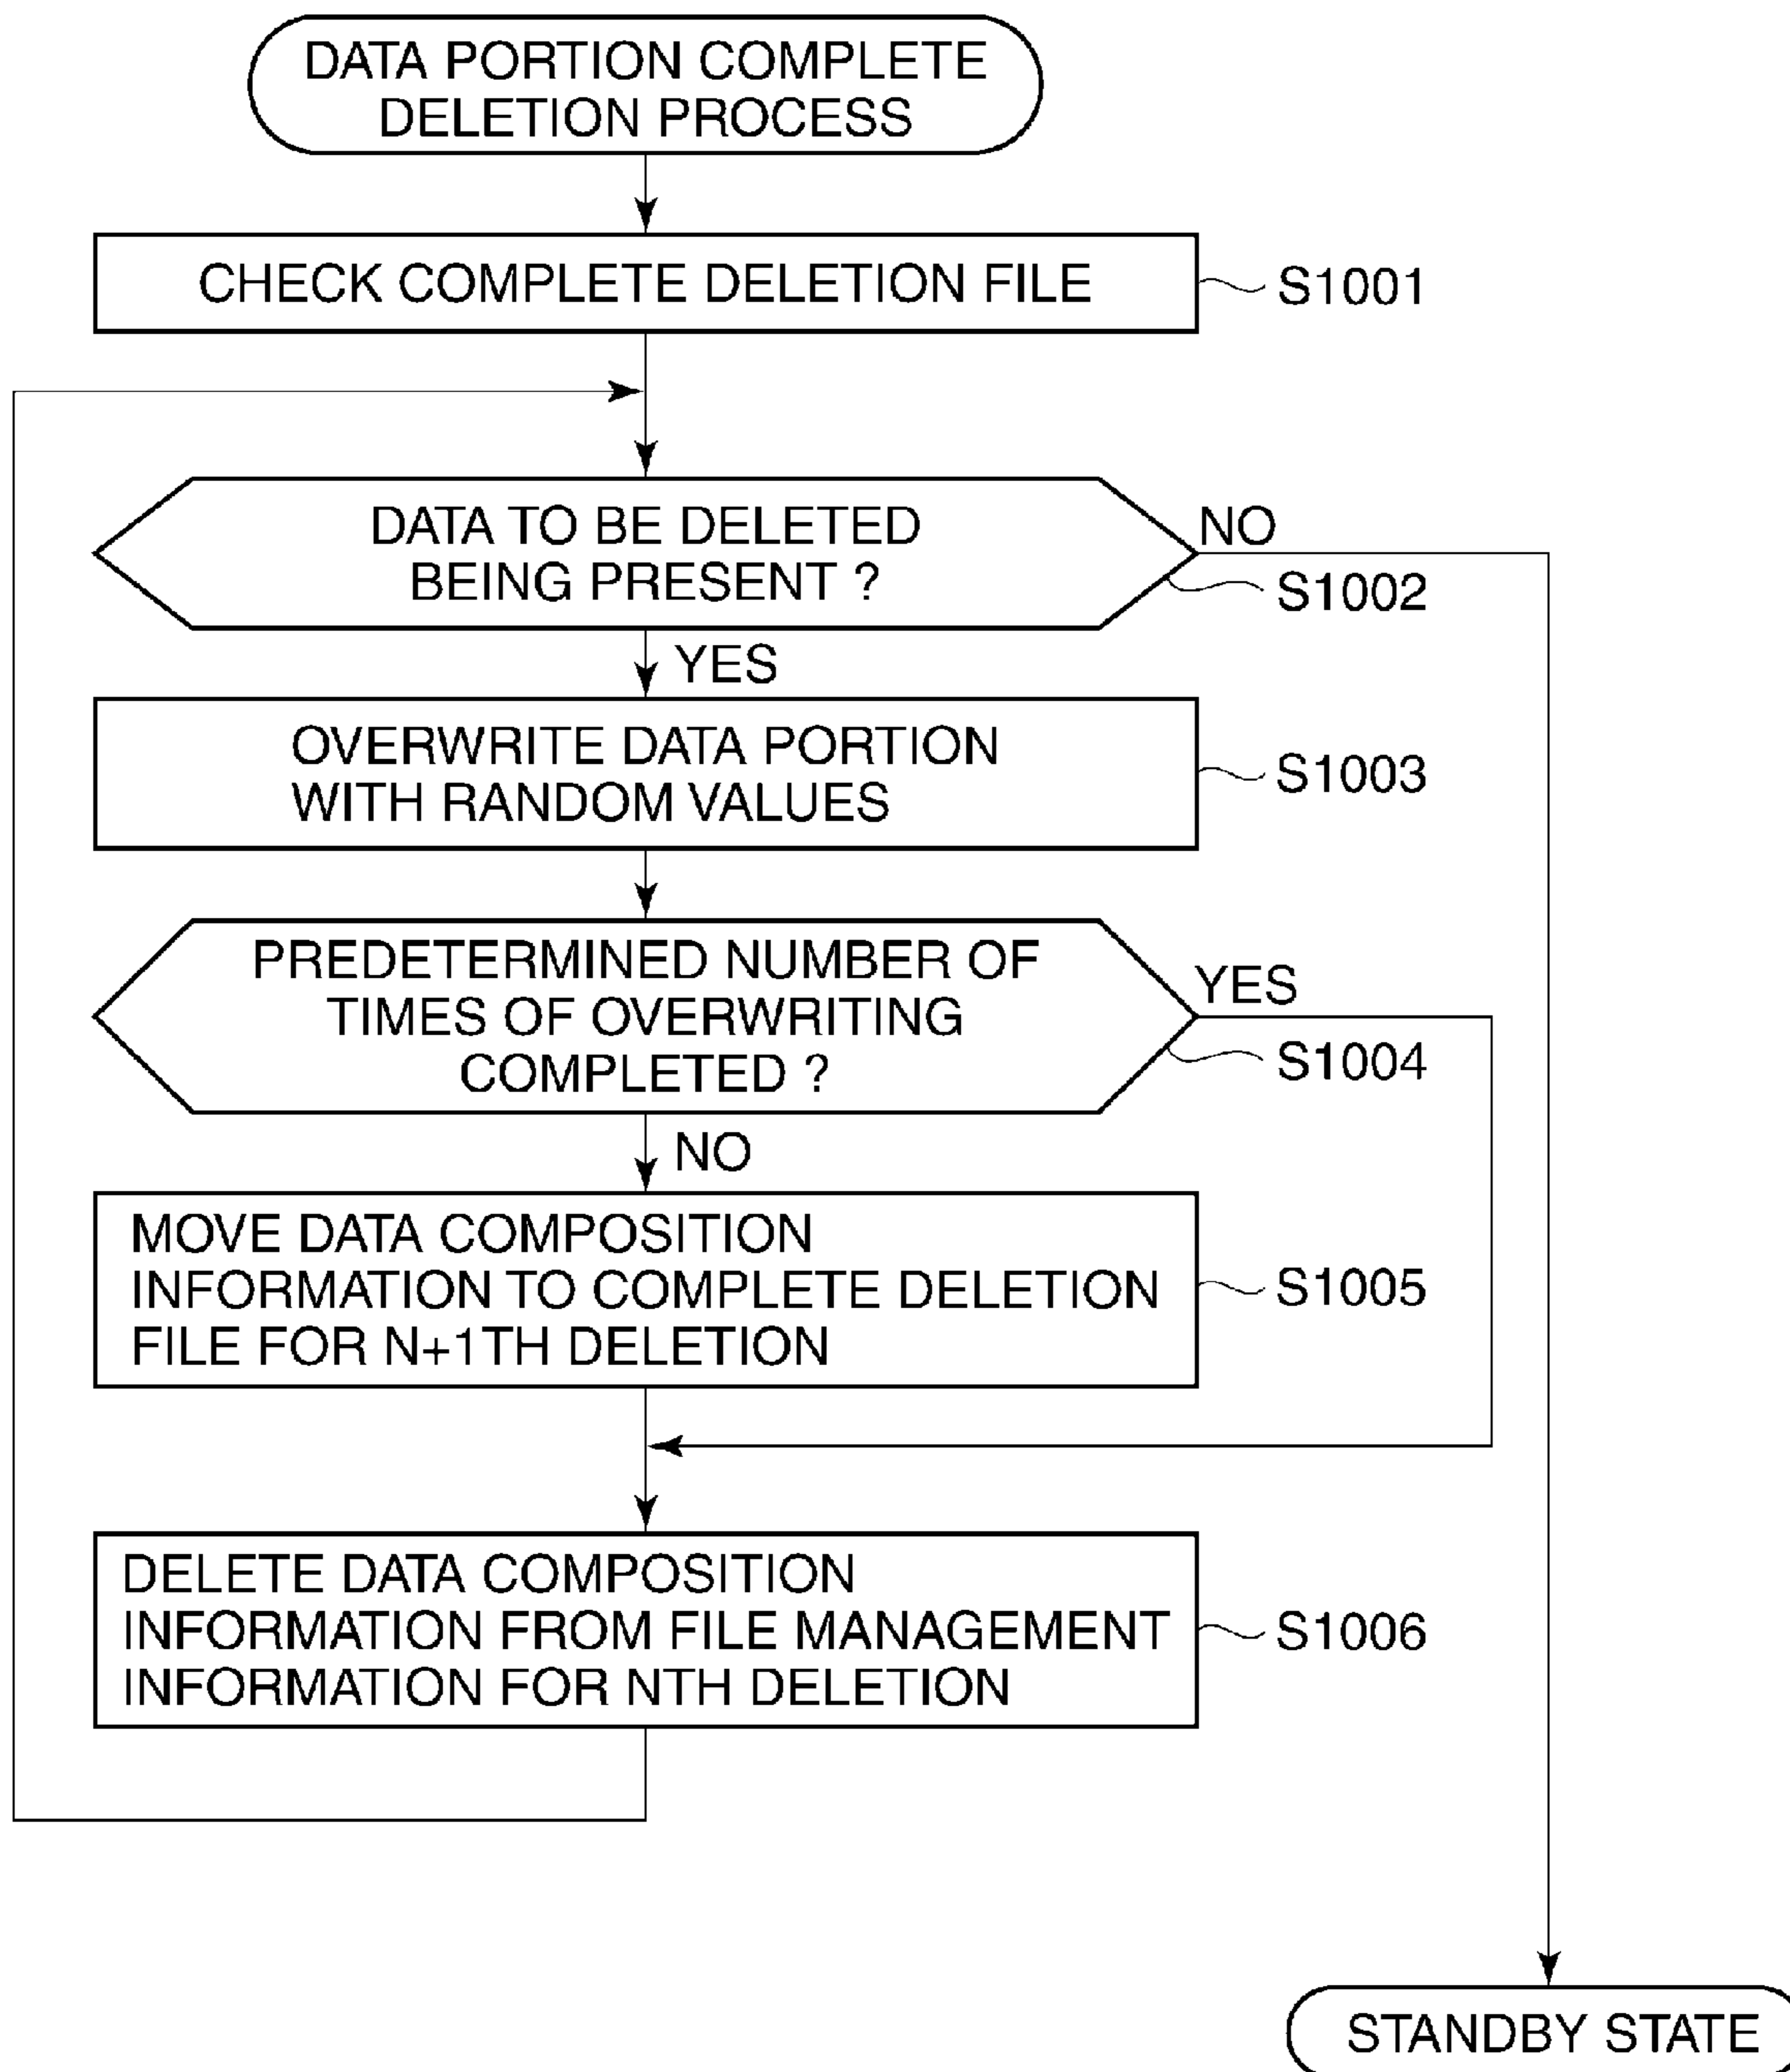 DATA PORTION COMPLETE
DELETION PROCESS
CHECK COMPLETE DELETION FILE
S1001
DATA TO BE DELETED
BEING PRESENT ?
NO
S1002
YES
OVERWRITE DATA PORTION
WITH RANDOM VALUES
S1003
PREDETERMINED NUMBER OF
TIMES OF OVERWRITING
COMPLETED ?
YES
S1004
NO
MOVE DATA COMPOSITION
INFORMATION TO COMPLETE DELETION
FILE FOR N+1TH DELETION
S1005
DELETE DATA COMPOSITION
INFORMATION FROM FILE MANAGEMENT
INFORMATION FOR NTH DELETION
S1006
STANDBY STATE